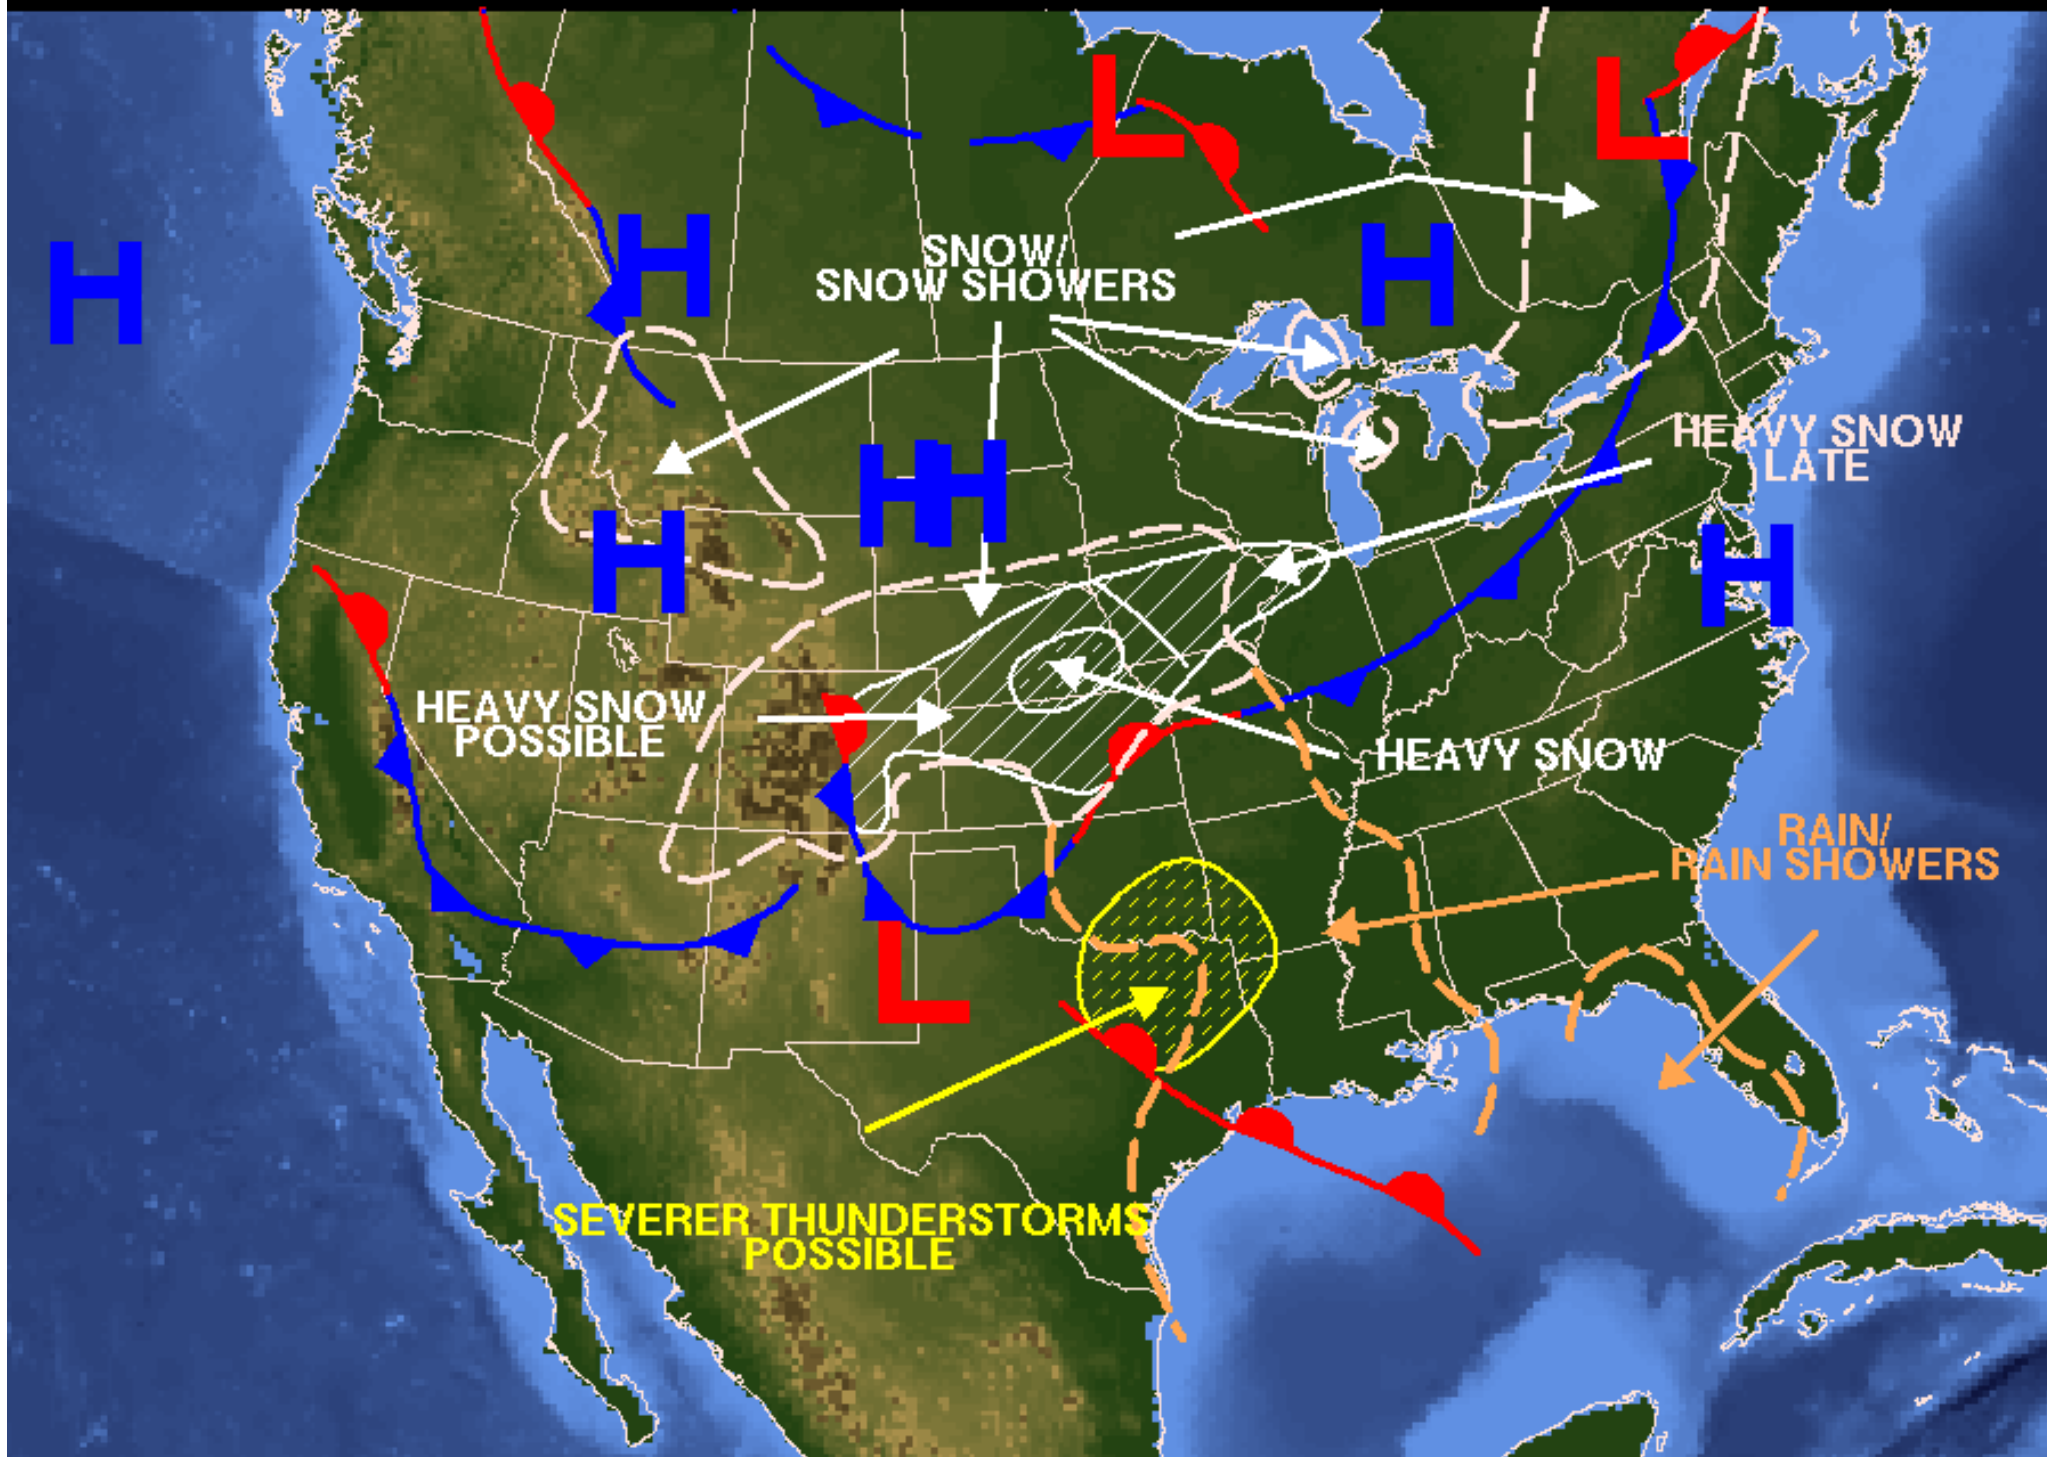 L
L
H
H
H
SNOW/
SNOW SHOWERS
HEAVY SNOW
LATE
H
H
H
H
HEAVY SNOW
POSSIBLE
HEAVY SNOW
RAIN/
RAIN SHOWERS
L
SEVERER THUNDERSTORMS
POSSIBLE